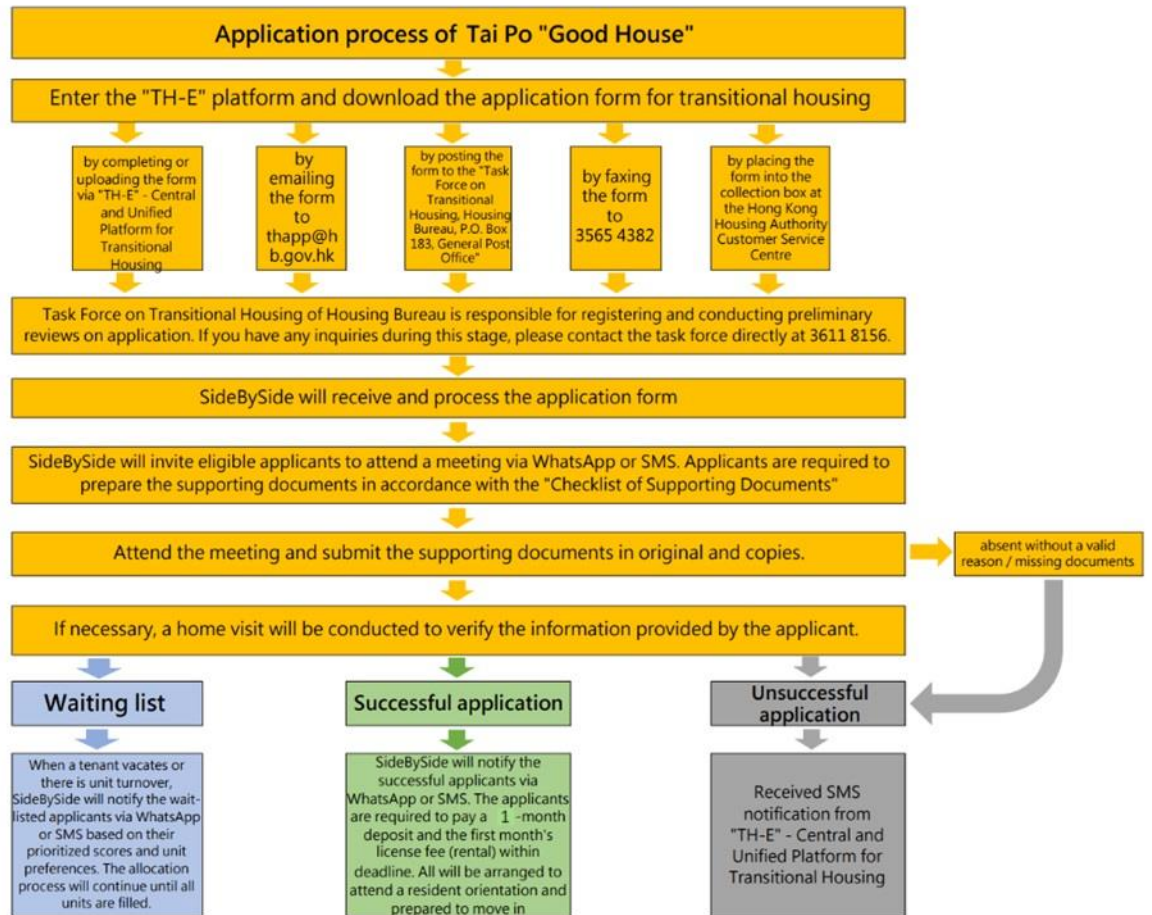 Application process of Tai Po "Good House"
Enter the "TH-E" platform and download the application form for transitional housing
by completing or
uploading the form
via "TH-E" - Central
and Unified
Platform for
Transitional
Housing
by
emailing
the form
to
thapp@h
b.gov.hk
by posting the
form to the "Task
Force on
Transitional
Housing, Housing
Bureau, P.O. Box
183, General Post
Office"
by faxing
the form
to
3565 4382
by placing the
form into the
collection box at
the Hong Kong
Housing Authority
Customer Service
Centre
Task Force on Transitional Housing of Housing Bureau is responsible for registering and conducting preliminary
reviews on application. If you have any inquiries during this stage, please contact the task force directly at 3611 8156.
SideBySide will receive and process the application form
SideBySide will invite eligible applicants to attend a meeting via WhatsApp or SMS. Applicants are required to
prepare the supporting documents in accordance with the "Checklist of Supporting Documents"
Attend the meeting and submit the supporting documents in original and copies.
absent without a valid
reason / missing documents
If necessary, a home visit will be conducted to verify the information provided by the applicant.
Waiting list
When a tenant vacates or
there is unit turnover,
SideBySide will notify the wait-
listed applicants via WhatsApp
or SMS based on their
prioritized scores and unit
preferences. The allocation
process will continue until all
units are filled.
Successful application
SideBySide will notify the
successful applicants via
WhatsApp or SMS. The applicants
are required to pay a 1 -month
deposit and the first month's
license fee (rental) within
deadline. All will be arranged to
attend a resident orientation and
prepared to move in
Unsuccessful
application
Received SMS
notification from
"TH-E" - Central and
Unified Platform for
Transitional Housing